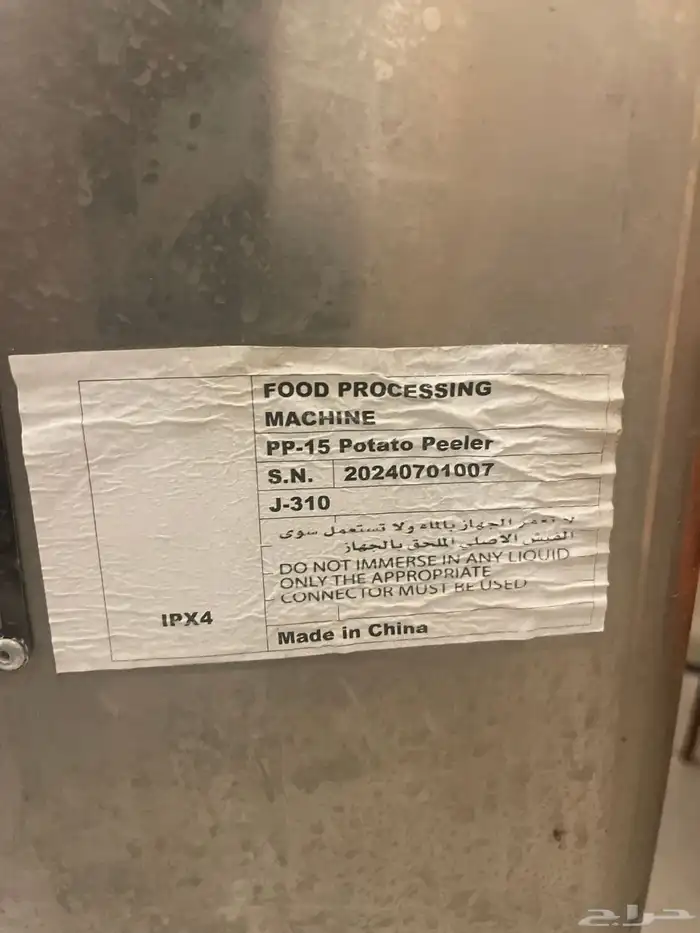 FOOD PROCESSING
MACHINE
PP-15 Potato Peeler
S.N. 20240701007
J-310
لا تغمر الجهاز بالماء ولا تستعمل سوى
الفيش الاصلي الملحق بالجهاز
DO NOT IMMERSE IN ANY LIQUID
ONLY THE APPROPRIATE
CONNECTOR MUST BE USED
IPX4
Made in China
حراج